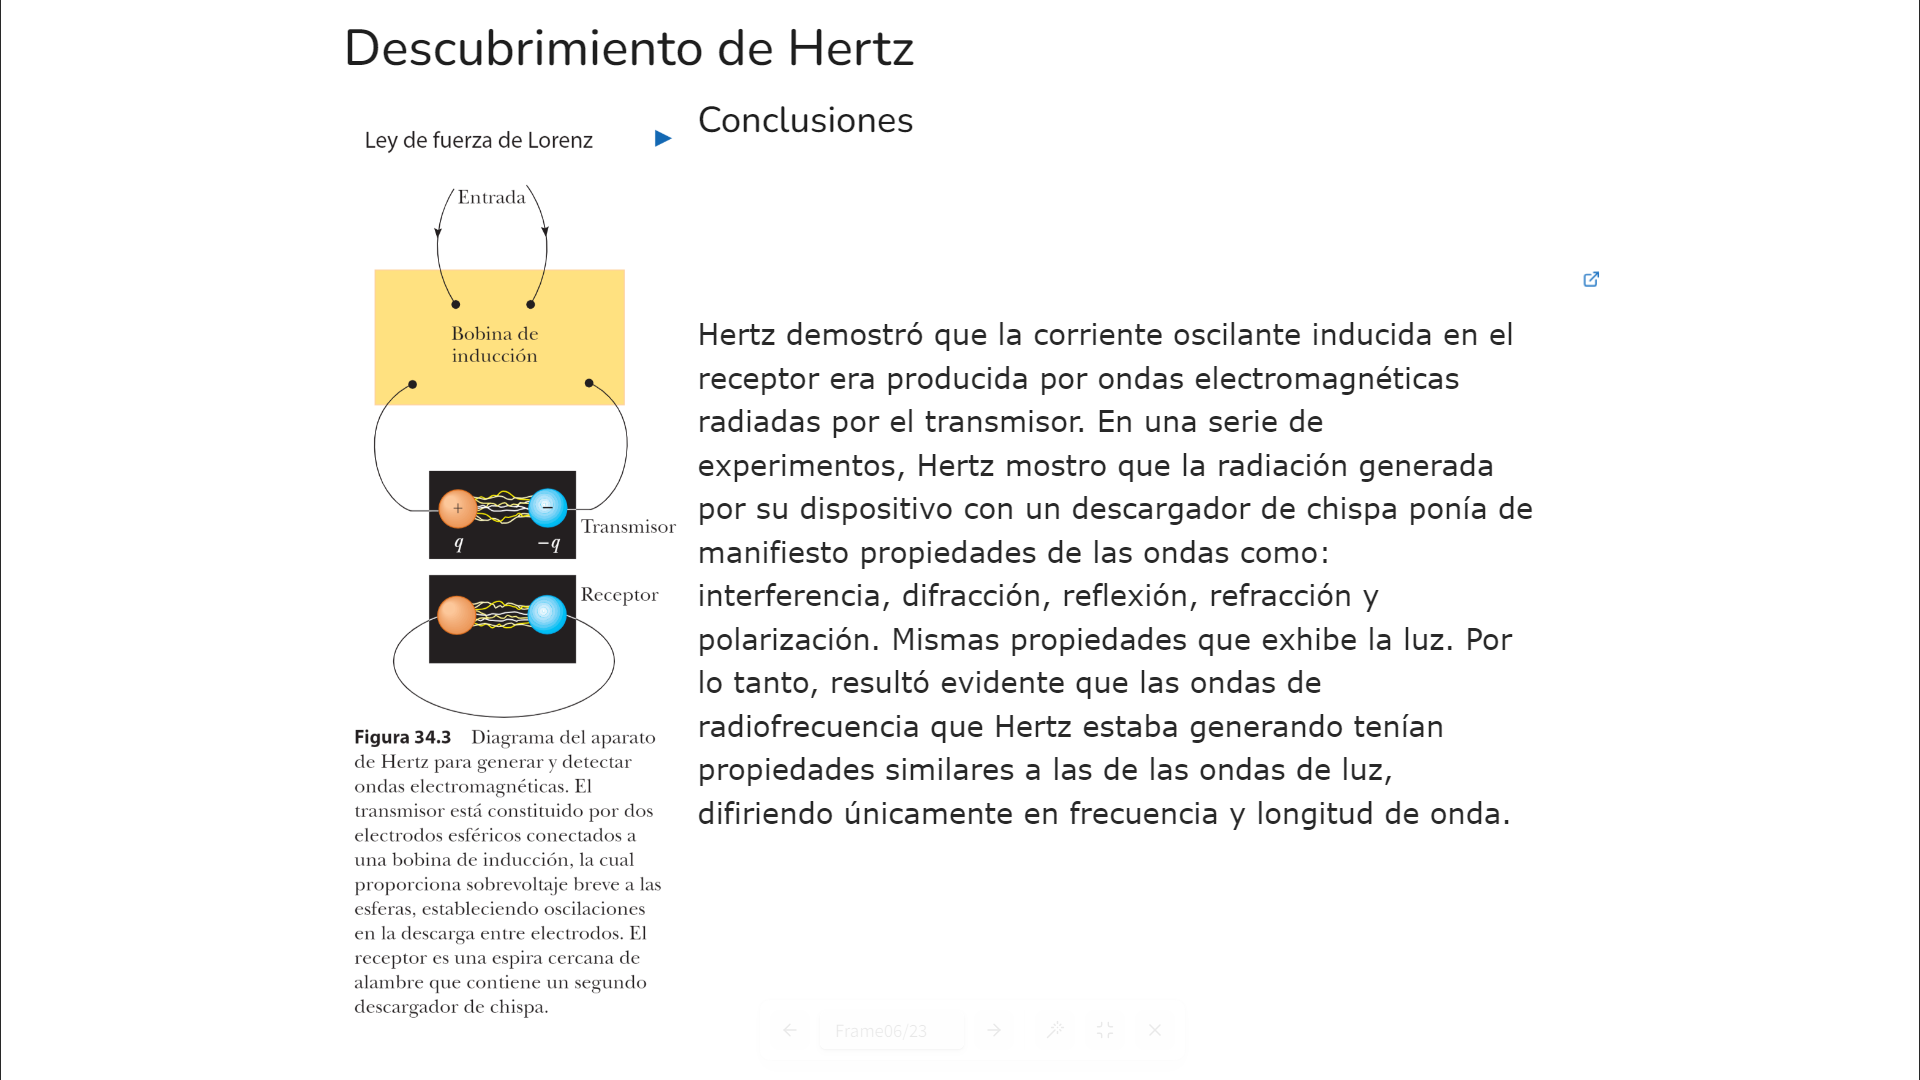 Descubrimiento de Hertz
Ley de fuerza de Lorenz
Entrada
Bobina de
inducción
+
−
q
−q
Transmisor
Receptor
Figura 34.3 Diagrama del aparato
de Hertz para generar y detectar
ondas electromagnéticas. El
transmisor está constituido por dos
electrodos esféricos conectados a
una bobina de inducción, la cual
proporciona sobrevoltaje breve a las
esferas, estableciendo oscilaciones
en la descarga entre electrodos. El
receptor es una espira cercana de
alambre que contiene un segundo
descargador de chispa.
Conclusiones
Hertz demostró que la corriente oscilante inducida en el
receptor era producida por ondas electromagnéticas
radiadas por el transmisor. En una serie de
experimentos, Hertz mostro que la radiación generada
por su dispositivo con un descargador de chispa ponía de
manifiesto propiedades de las ondas como:
interferencia, difracción, reflexión, refracción y
polarización. Mismas propiedades que exhibe la luz. Por
lo tanto, resultó evidente que las ondas de
radiofrecuencia que Hertz estaba generando tenían
propiedades similares a las de las ondas de luz,
difiriendo únicamente en frecuencia y longitud de onda.
Frame06/23